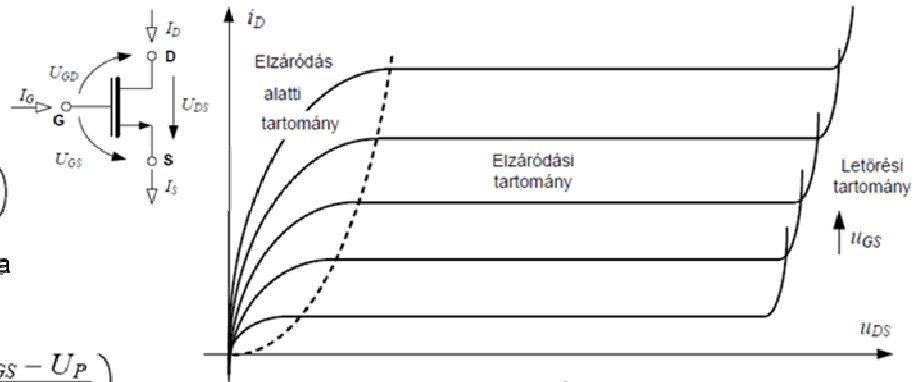 I_D
D
U_GD
I_G
G
U_DS
U_GS
S
I_S
)
a
GS − U_P )
i_D
Elzáródás
alatti
tartomány
Elzáródási
tartomány
Letörési
tartomány
u_GS
u_DS